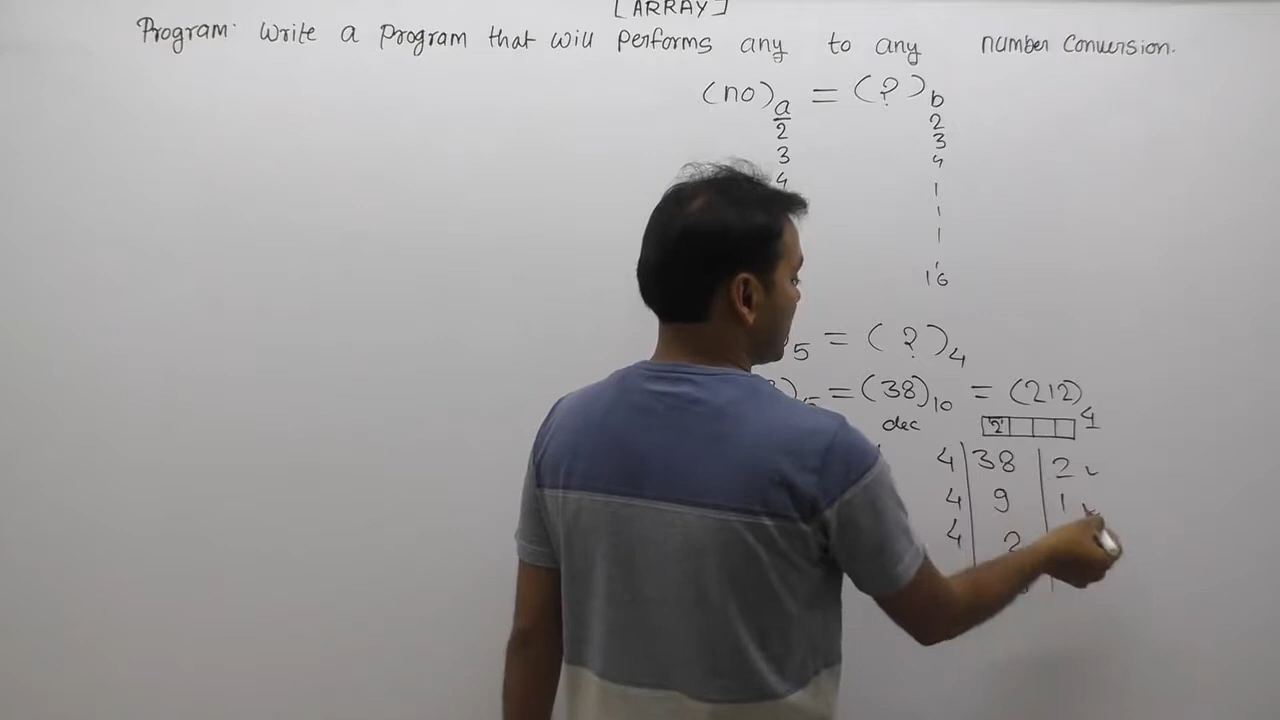 [ARRAY]
Program: Write a program that will performs any to any number conversion.
(no)a = (?)b
2 2
3 3
4 4
16
5 = (?)4
)5 = (38)10 = (212)4
dec '2'
4 38 2
4 9 1
4 2